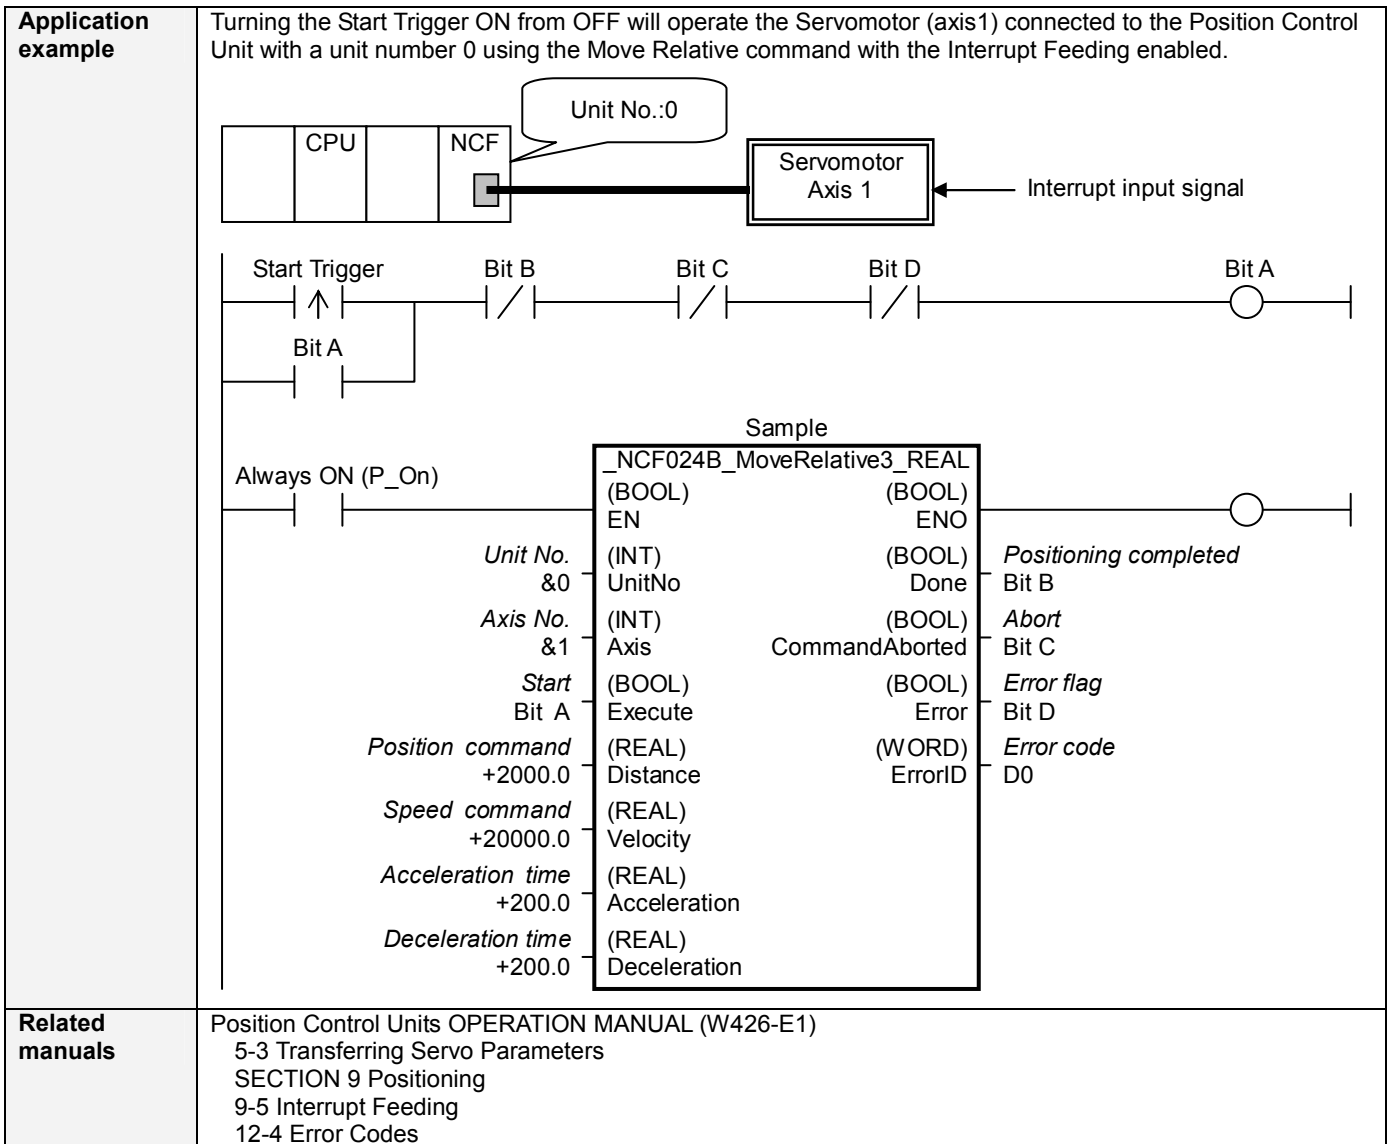 Application example
Turning the Start Trigger ON from OFF will operate the Servomotor (axis1) connected to the Position Control
Unit with a unit number 0 using the Move Relative command with the Interrupt Feeding enabled.
Unit No.:0
CPU
NCF
Servomotor
Axis 1
Interrupt input signal
Start Trigger
Bit B
Bit C
Bit D
Bit A
Bit A
Sample
Always ON (P_On)
_NCF024B_MoveRelative3_REAL
(BOOL)
EN
(BOOL)
ENO
Unit No.
&0
(INT)
UnitNo
(BOOL)
Done
Positioning completed
Bit B
Axis No.
&1
(INT)
Axis
(BOOL)
CommandAborted
Abort
Bit C
Start
Bit A
(BOOL)
Execute
(BOOL)
Error
Error flag
Bit D
Position command
+2000.0
(REAL)
Distance
(WORD)
ErrorID
Error code
D0
Speed command
+20000.0
(REAL)
Velocity
Acceleration time
+200.0
(REAL)
Acceleration
Deceleration time
+200.0
(REAL)
Deceleration
Related manuals
Position Control Units OPERATION MANUAL (W426-E1)
5-3 Transferring Servo Parameters
SECTION 9 Positioning
9-5 Interrupt Feeding
12-4 Error Codes